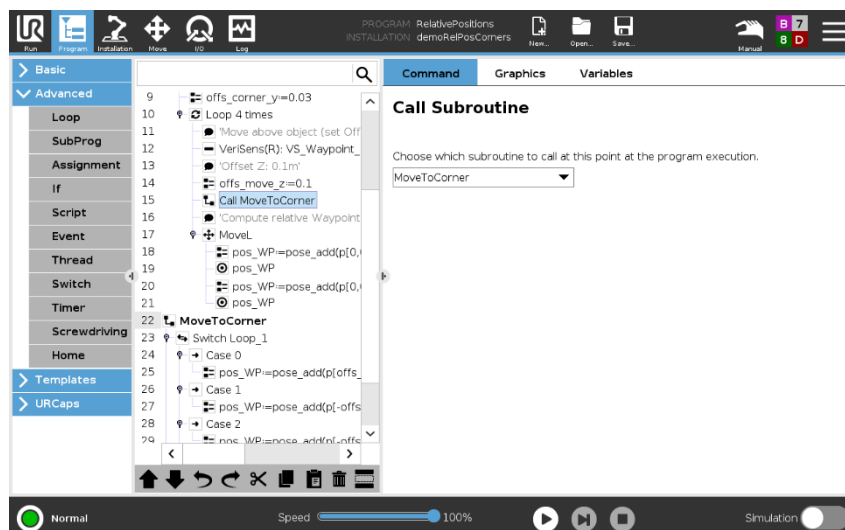 UR
Run
Program
Installation
Move
I/O
Log
PROGRAM RelativePositions
INSTALLATION demoRelPosCorners
New...
Open...
Save...
Manual
B 7
8 D
Basic
Advanced
Loop
SubProg
Assignment
If
Script
Event
Thread
Switch
Timer
Screwdriving
Home
Templates
URCaps
9 offs_corner_y:=0.03
10 Loop 4 times
11 'Move above object (set Off
12 VeriSens(R): VS_Waypoint_
13 'Offset Z: 0.1m'
14 offs_move_z:=0.1
15 Call MoveToCorner
16 'Compute relative Waypoint
17 MoveL
18 pos_WP:=pose_add(p[0,
19 pos_WP
20 pos_WP:=pose_add(p[0,
21 pos_WP
22 MoveToCorner
23 Switch Loop_1
24 Case 0
25 pos_WP:=pose_add(p[offs_
26 Case 1
27 pos_WP:=pose_add(p[-offs
28 Case 2
29 pos_WP:=pose_add(p[-offs
Command Graphics Variables
Call Subroutine
Choose which subroutine to call at this point at the program execution.
MoveToCorner
Normal
Speed 100%
Simulation